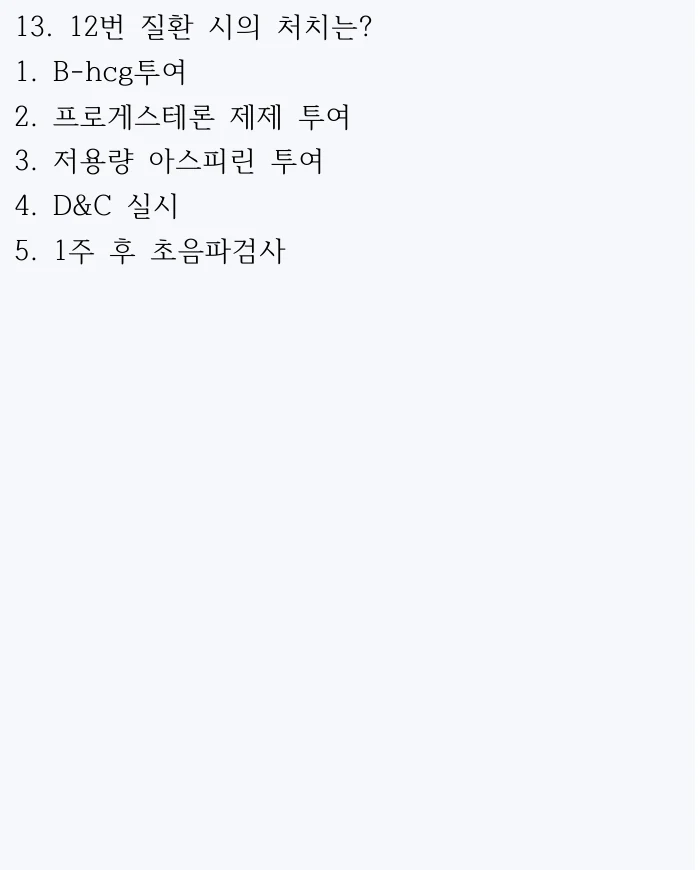 13. 12번 질환 시의 처치는?
1. B-hcg투여
2. 프로게스테론 제제 투여
3. 저용량 아스피린 투여
4. D&C 실시
5. 1주 후 초음파검사